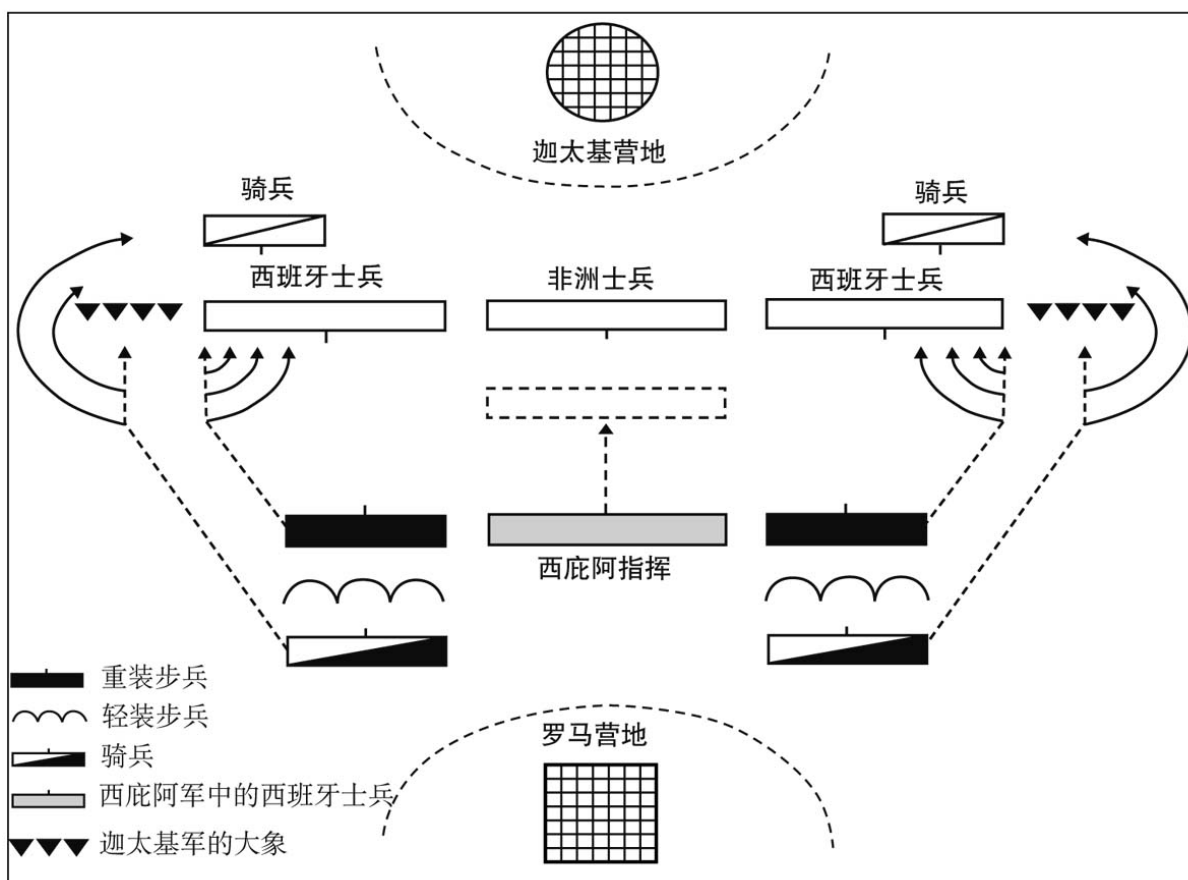 迦太基营地
骑兵
骑兵
西班牙士兵
非洲士兵
西班牙士兵
西庇阿指挥
重装步兵
轻装步兵
骑兵
西庇阿军中的西班牙士兵
迦太基军的大象
罗马营地